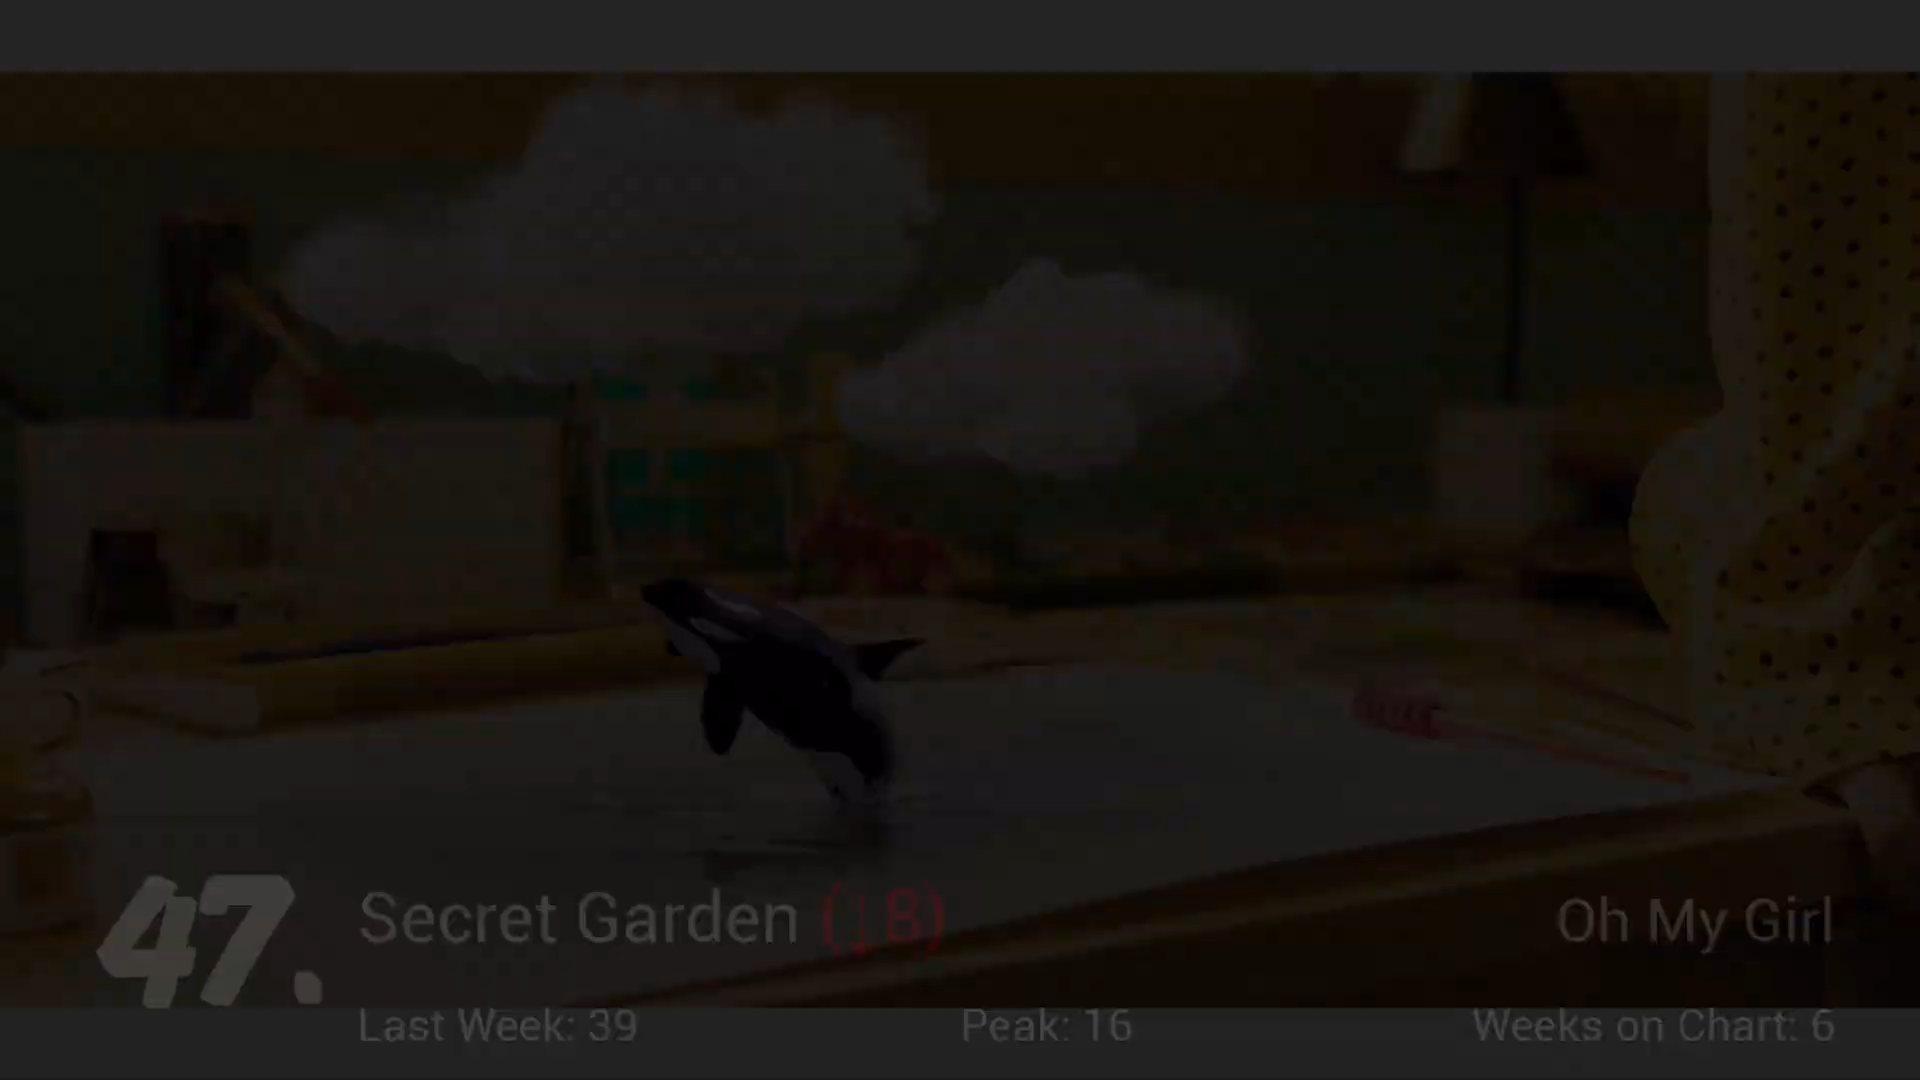 47. Secret Garden (↓8) Oh My Girl
Last Week: 39 Peak: 16 Weeks on Chart: 6